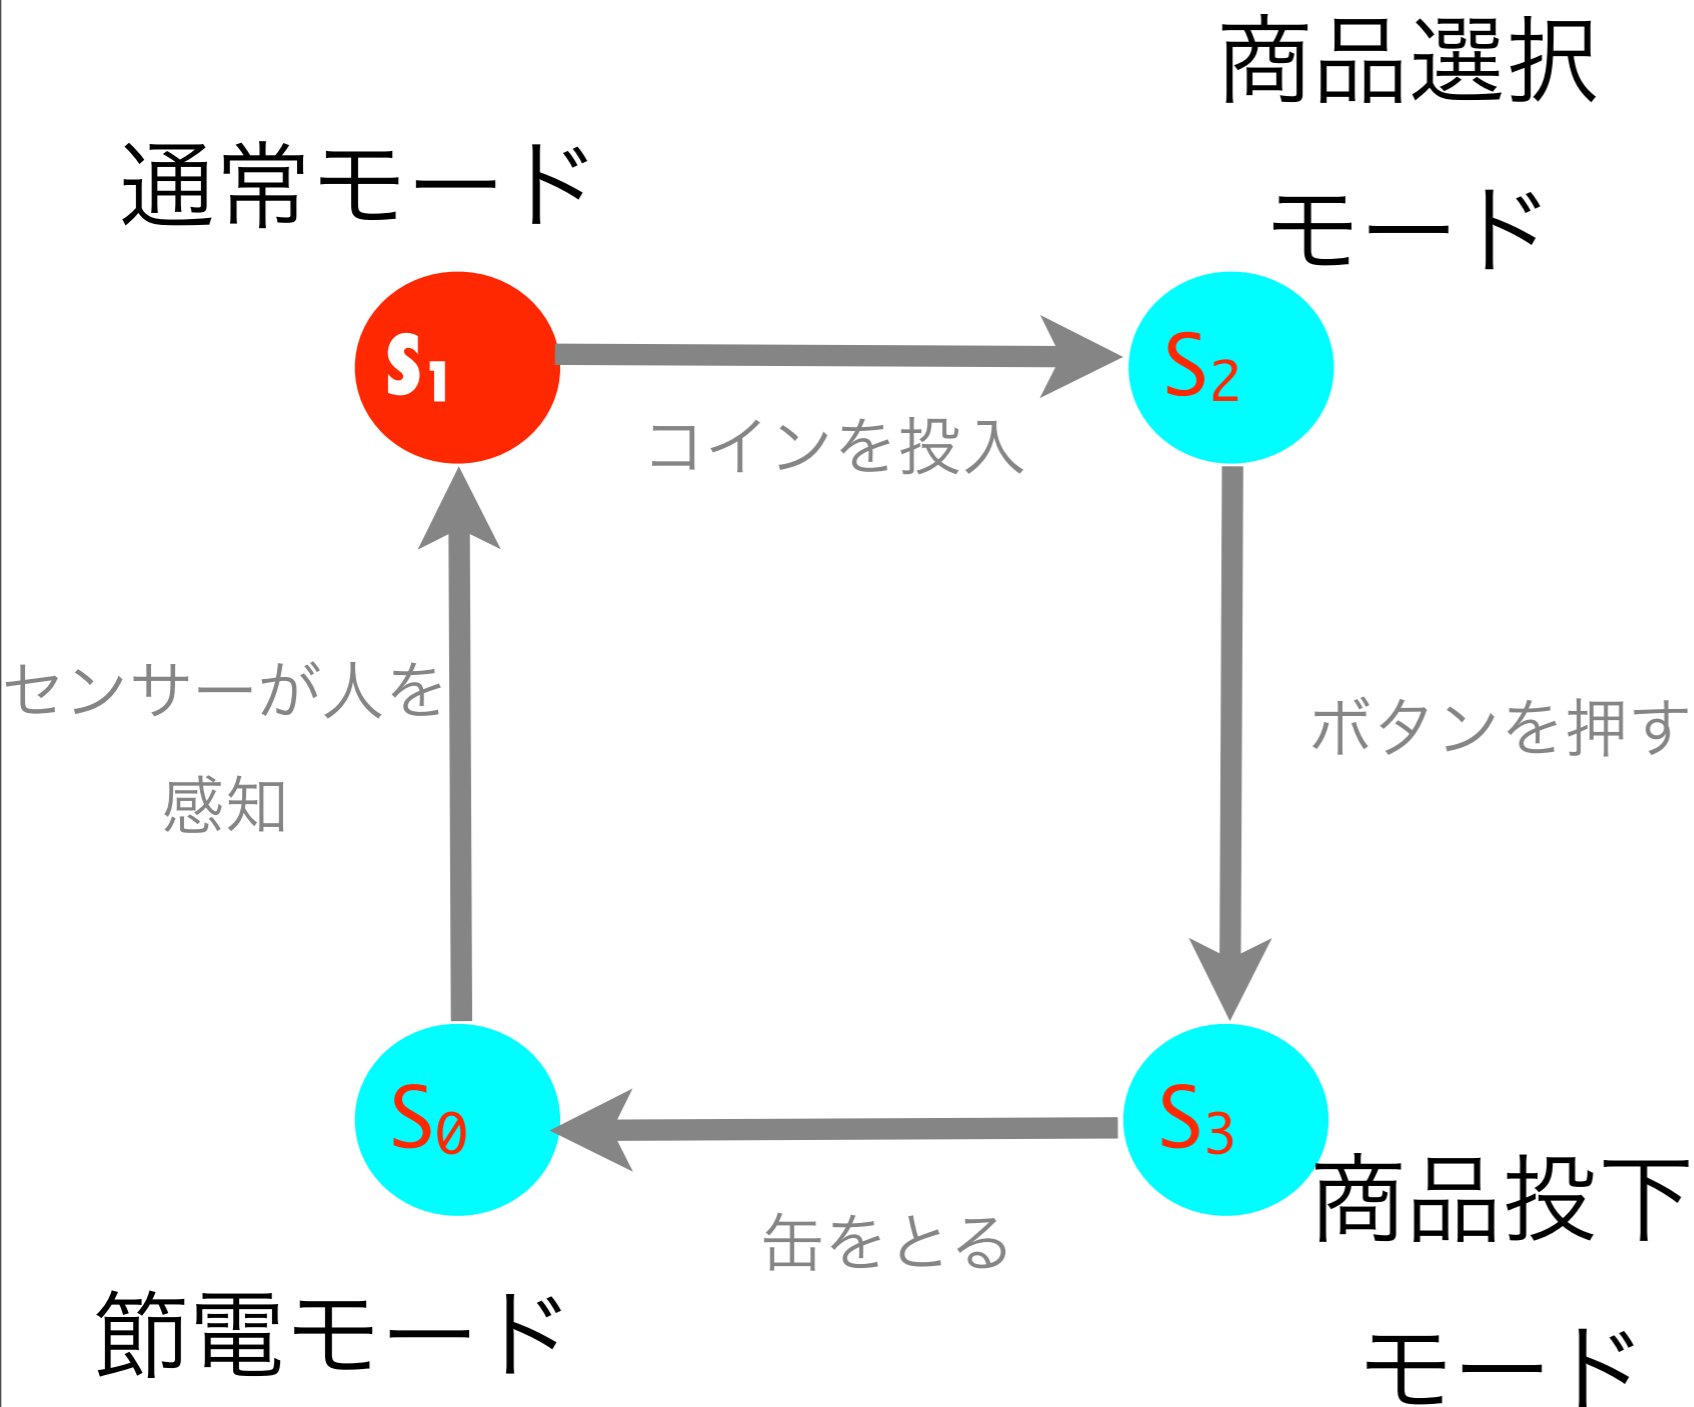 商品選択
モード
通常モード
S1
S2
コインを投入
センサーが人を
感知
ボタンを押す
S0
S3
商品投下
モード
缶をとる
節電モード